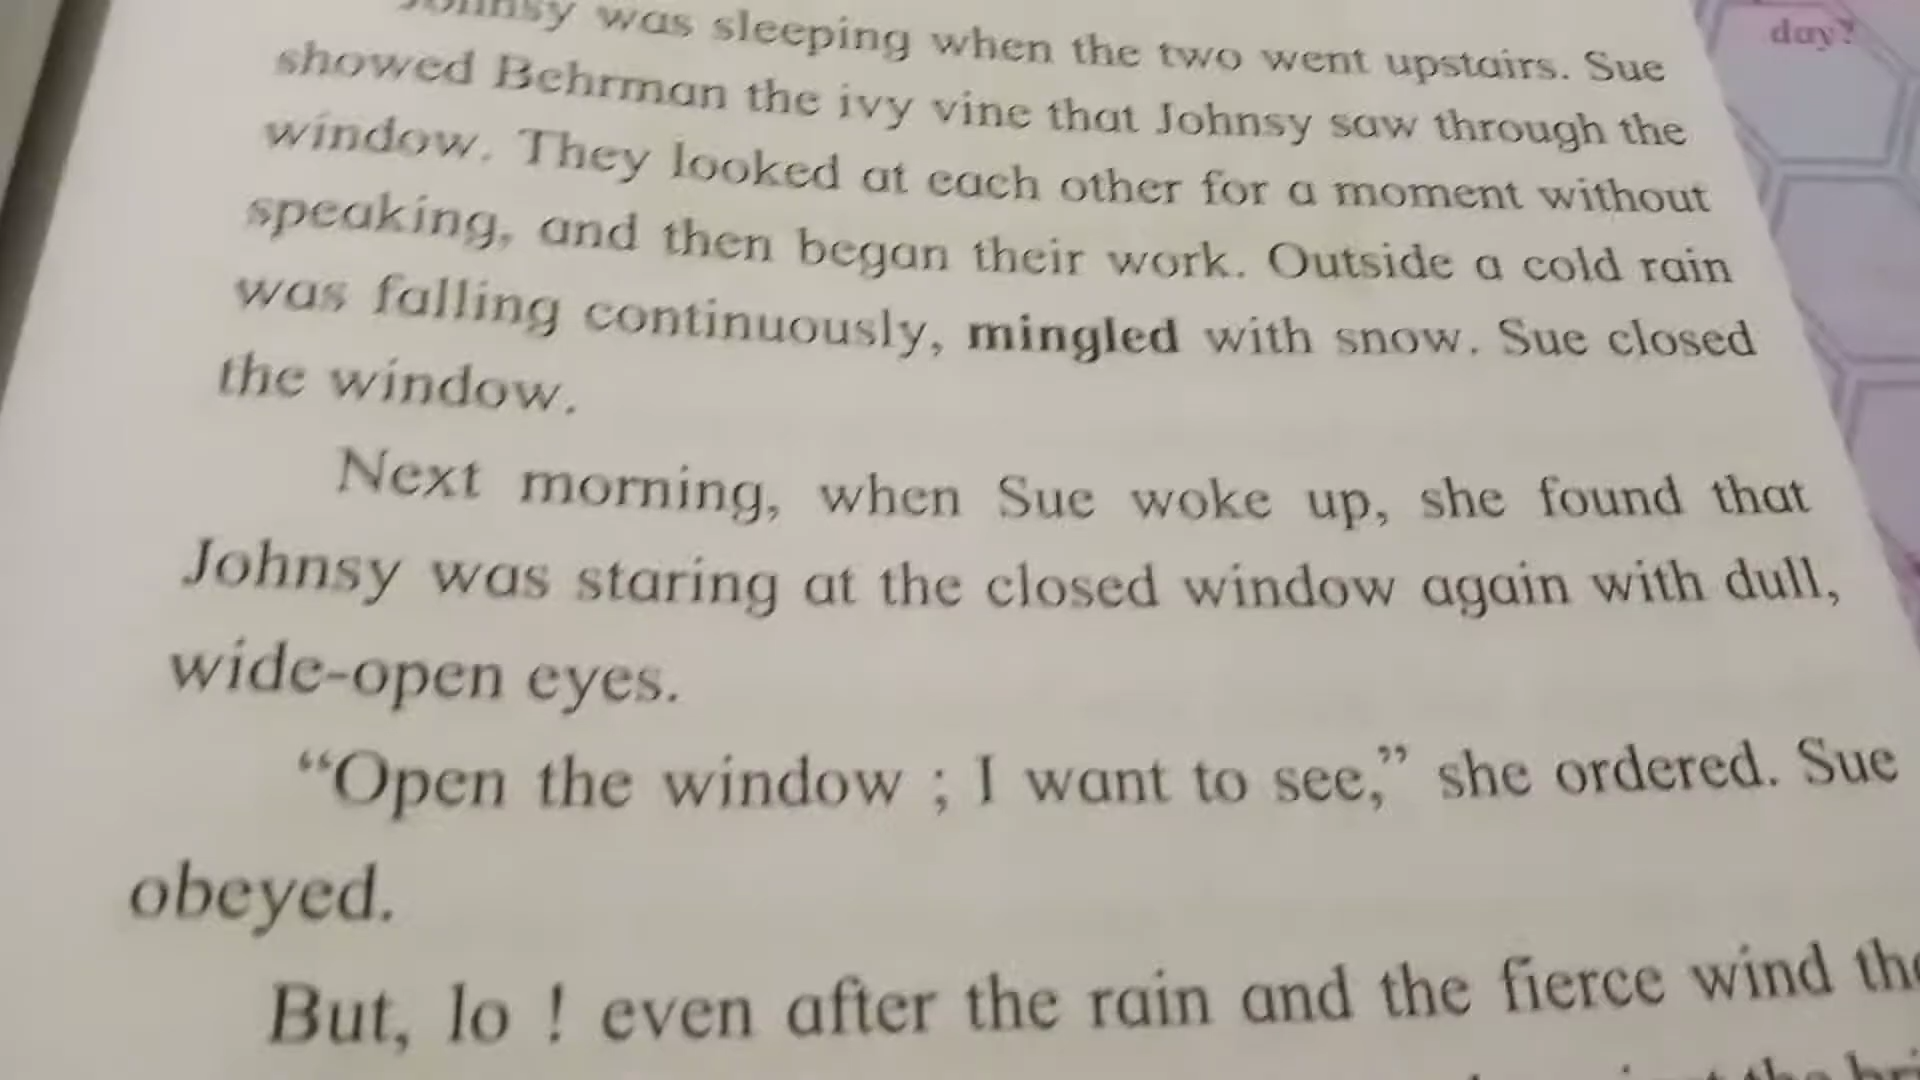 Johnsy was sleeping when the two went upstairs. Sue
showed Behrman the ivy vine that Johnsy saw through the
window. They looked at each other for a moment without
speaking, and then began their work. Outside a cold rain
was falling continuously, mingled with snow. Sue closed
the window.
Next morning, when Sue woke up, she found that
Johnsy was staring at the closed window again with dull,
wide-open eyes.
“Open the window ; I want to see,” she ordered. Sue
obeyed.
But, lo ! even after the rain and the fierce wind
day?